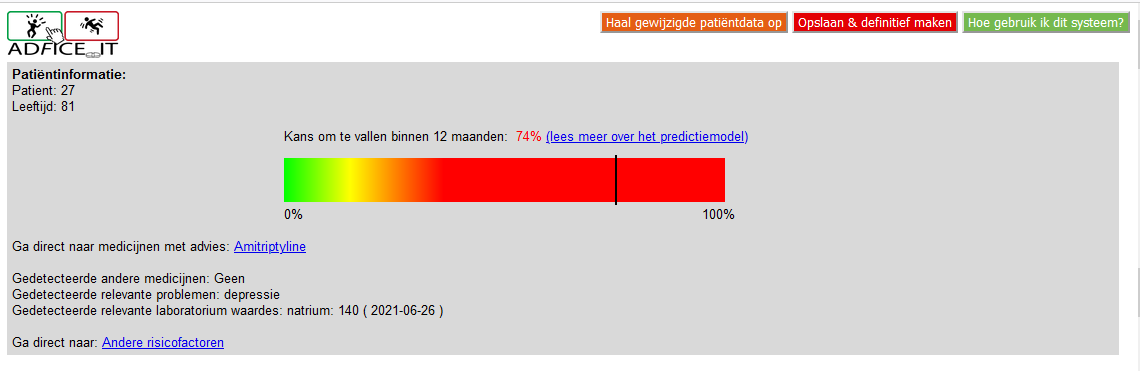 ADFICE_IT
Haal gewijzigde patiëntdata op
Opslaan & definitief maken
Hoe gebruik ik dit systeem?
Patiëntinformatie:
Patient: 27
Leeftijd: 81
Kans om te vallen binnen 12 maanden: 74% (lees meer over het predictiemodel)
0% 100%
Ga direct naar medicijnen met advies: Amitriptyline
Gedetecteerde andere medicijnen: Geen
Gedetecteerde relevante problemen: depressie
Gedetecteerde relevante laboratorium waardes: natrium: 140 ( 2021-06-26 )
Ga direct naar: Andere risicofactoren